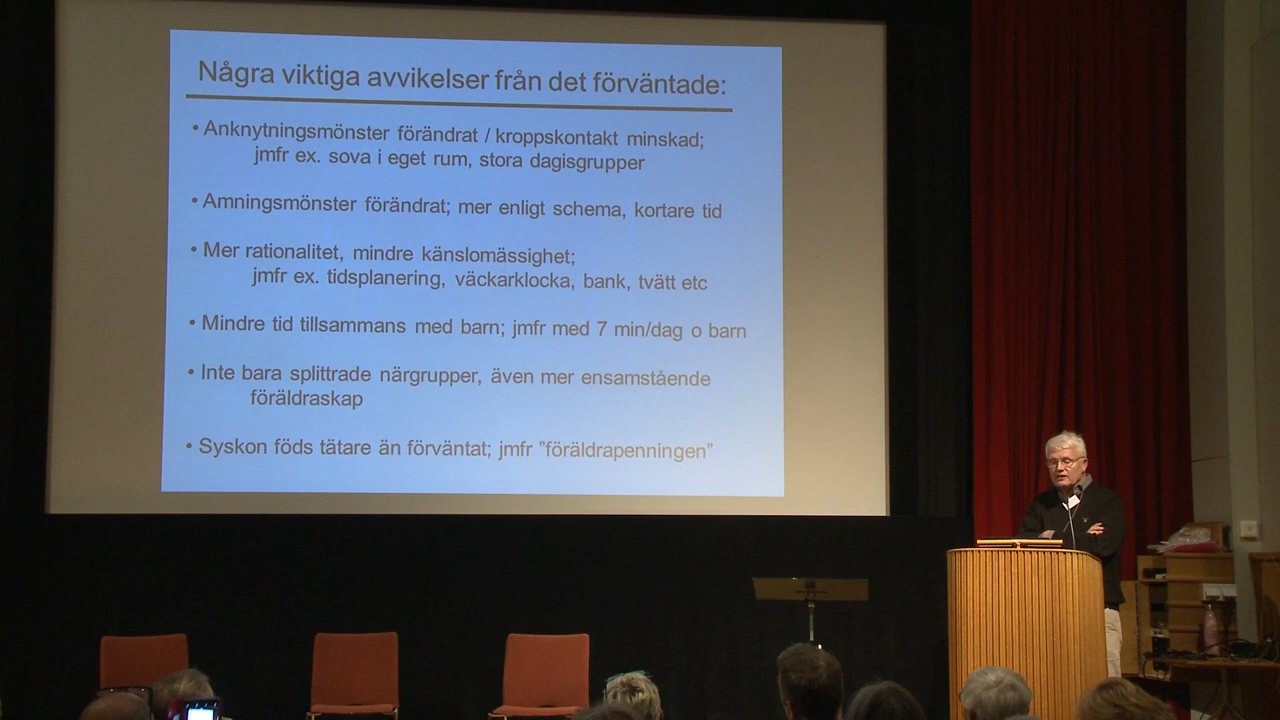 Några viktiga avvikelser från det förväntade:
• Anknytningsmönster förändrat / kroppskontakt minskad;
jmfr ex. sova i eget rum, stora dagisgrupper
• Amningsmönster förändrat; mer enligt schema, kortare tid
• Mer rationalitet, mindre känslomässighet;
jmfr ex. tidsplanering, väckarklocka, bank, tvätt etc
• Mindre tid tillsammans med barn; jmfr med 7 min/dag o barn
• Inte bara splittrade närgrupper, även mer ensamstående
föräldraskap
• Syskon föds tätare än förväntat; jmfr ”föräldrapenningen”